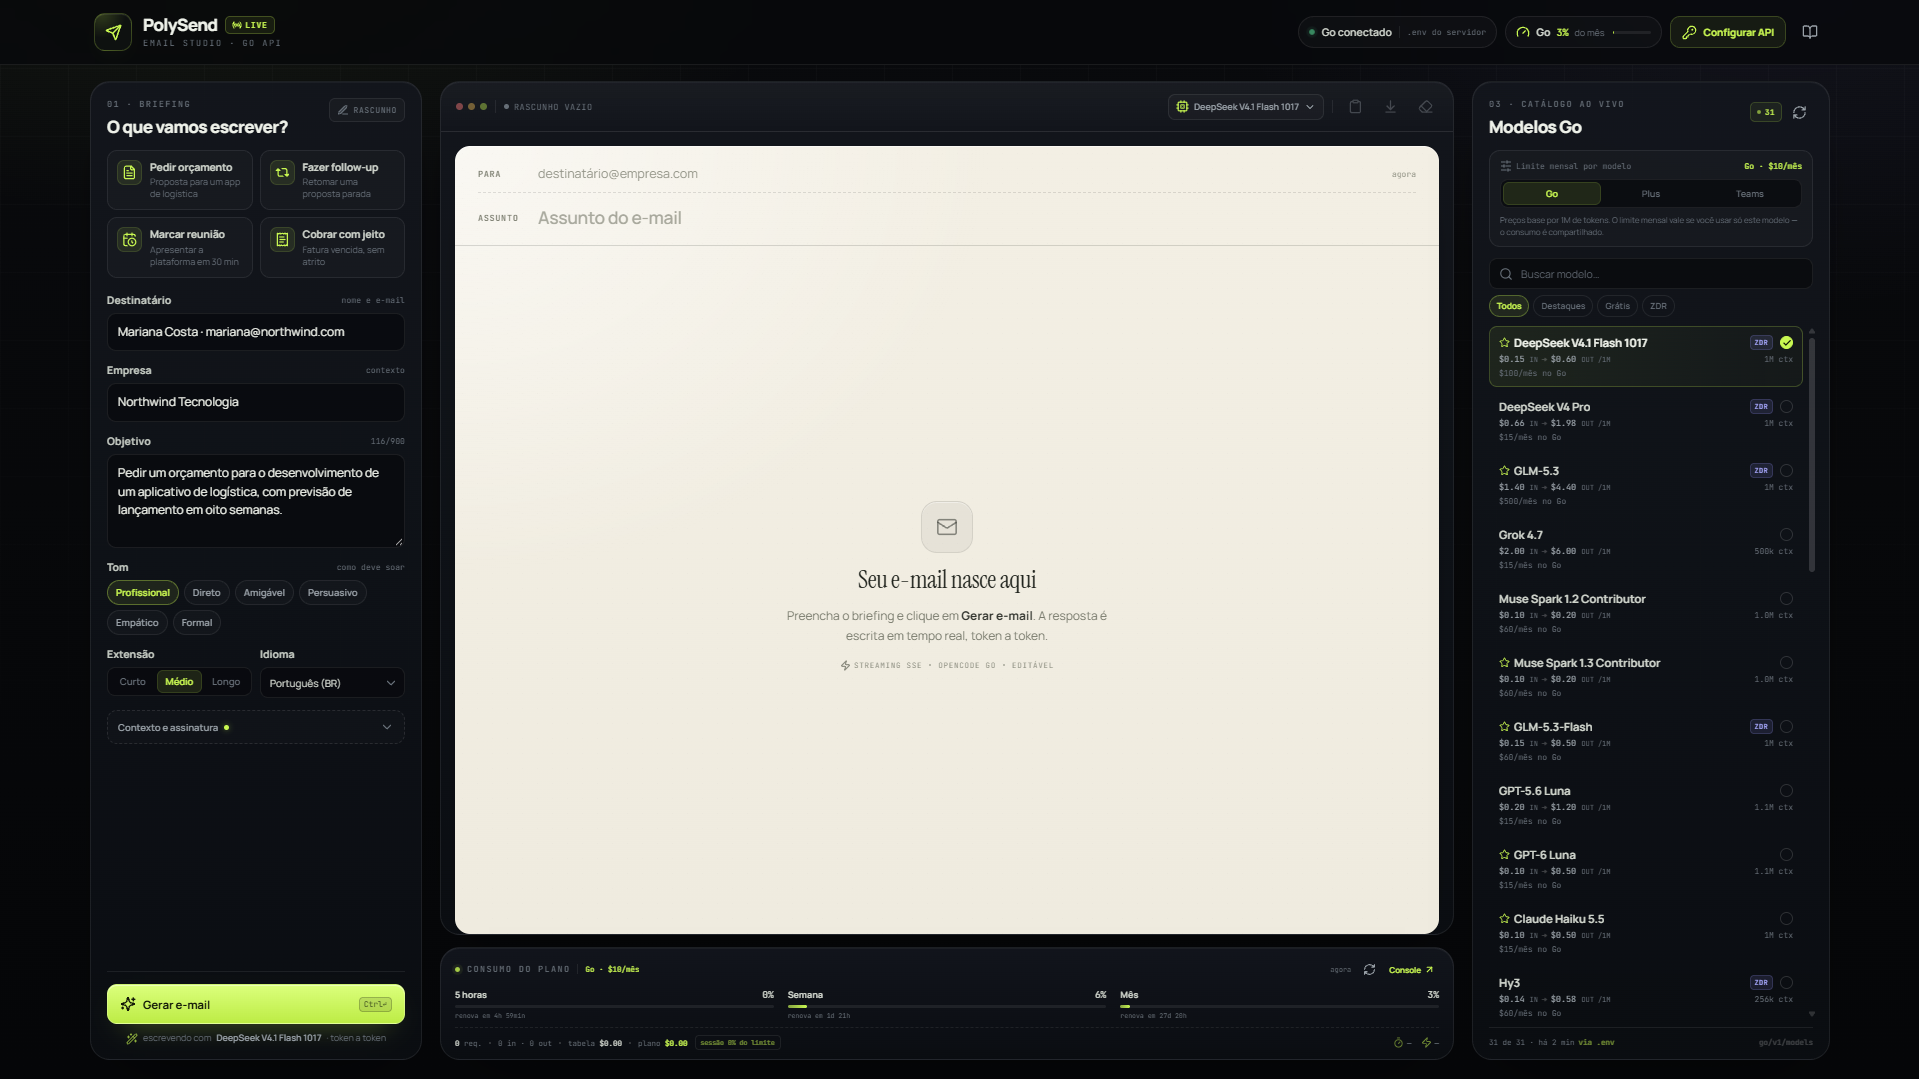 PolySend LIVE
EMAIL STUDIO · GO API
Go conectado .env do servidor
Go 3% do mês
Configurar API
01 · BRIEFING
O que vamos escrever?
RASCUNHO
Pedir orçamento
Proposta para um app
de logística
Fazer follow-up
Retomar uma
proposta parada
Marcar reunião
Apresentar a
plataforma em 30 min
Cobrar com jeito
Fatura vencida, sem
atrito
Destinatário nome e e-mail
Mariana Costa · mariana@northwind.com
Empresa contexto
Northwind Tecnologia
Objetivo 116/900
Pedir um orçamento para o desenvolvimento de
um aplicativo de logística, com previsão de
lançamento em oito semanas.
Tom como deve soar
Profissional Direto Amigável Persuasivo
Empático Formal
Extensão Idioma
Curto Médio Longo Português (BR)
Contexto e assinatura
Gerar e-mail Ctrl↵
escrevendo com DeepSeek V4.1 Flash 1017 · token a token
RASCUNHO VAZIO
DeepSeek V4.1 Flash 1017
PARA destinatário@empresa.com agora
ASSUNTO Assunto do e-mail
Seu e-mail nasce aqui
Preencha o briefing e clique em Gerar e-mail. A resposta é
escrita em tempo real, token a token.
STREAMING SSE • OPENCODE GO • EDITÁVEL
CONSUMO DO PLANO Go · $10/mês agora Console ↗
5 horas 0%
renova em 4h 59min
Semana 6%
renova em 1d 21h
Mês 3%
renova em 27d 20h
0 req. · 0 in · 0 out · tabela $0.00 · plano $0.00 sessão 0% do limite – –
03 · CATÁLOGO AO VIVO
Modelos Go
31
Limite mensal por modelo Go · $10/mês
Go Plus Teams
Preços base por 1M de tokens. O limite mensal vale se você usar só este modelo —
o consumo é compartilhado.
Buscar modelo...
Todos Destaques Grátis ZDR
DeepSeek V4.1 Flash 1017 ZDR
$0.15 IN → $0.60 OUT /1M 1M ctx
$100/mês no Go
DeepSeek V4 Pro ZDR
$0.66 IN → $1.98 OUT /1M 1M ctx
$15/mês no Go
GLM-5.3 ZDR
$1.40 IN → $4.40 OUT /1M 1M ctx
$500/mês no Go
Grok 4.7
$2.00 IN → $6.00 OUT /1M 500k ctx
$15/mês no Go
Muse Spark 1.2 Contributor
$0.10 IN → $0.20 OUT /1M 1.0M ctx
$60/mês no Go
Muse Spark 1.3 Contributor
$0.10 IN → $0.20 OUT /1M 1.0M ctx
$60/mês no Go
GLM-5.3-Flash ZDR
$0.15 IN → $0.50 OUT /1M 1M ctx
$60/mês no Go
GPT-5.6 Luna
$0.20 IN → $1.20 OUT /1M 1.1M ctx
$15/mês no Go
GPT-6 Luna
$0.10 IN → $0.50 OUT /1M 1.1M ctx
$15/mês no Go
Claude Haiku 5.5
$0.10 IN → $0.50 OUT /1M 1M ctx
$60/mês no Go
Hy3 ZDR
$0.14 IN → $0.58 OUT /1M 256k ctx
$60/mês no Go
31 de 31 · há 2 min via .env go/v1/models